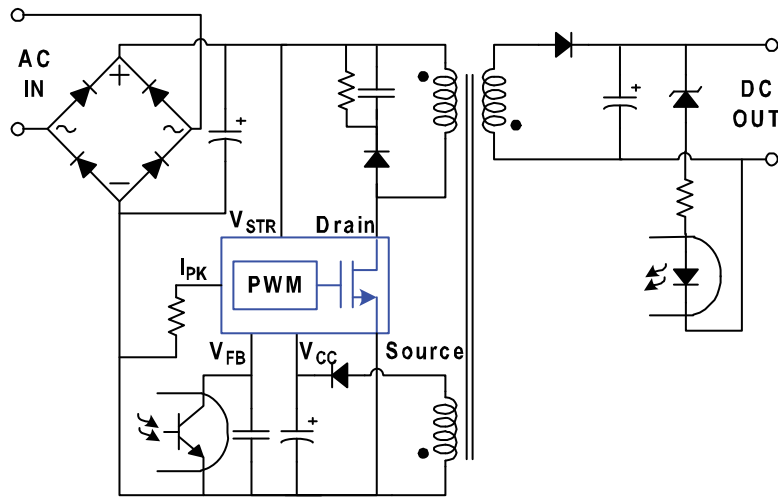 AC
IN
+
~
~
−
+
+
DC
OUT
VSTR
Drain
IPK
PWM
VFB
VCC
Source
+